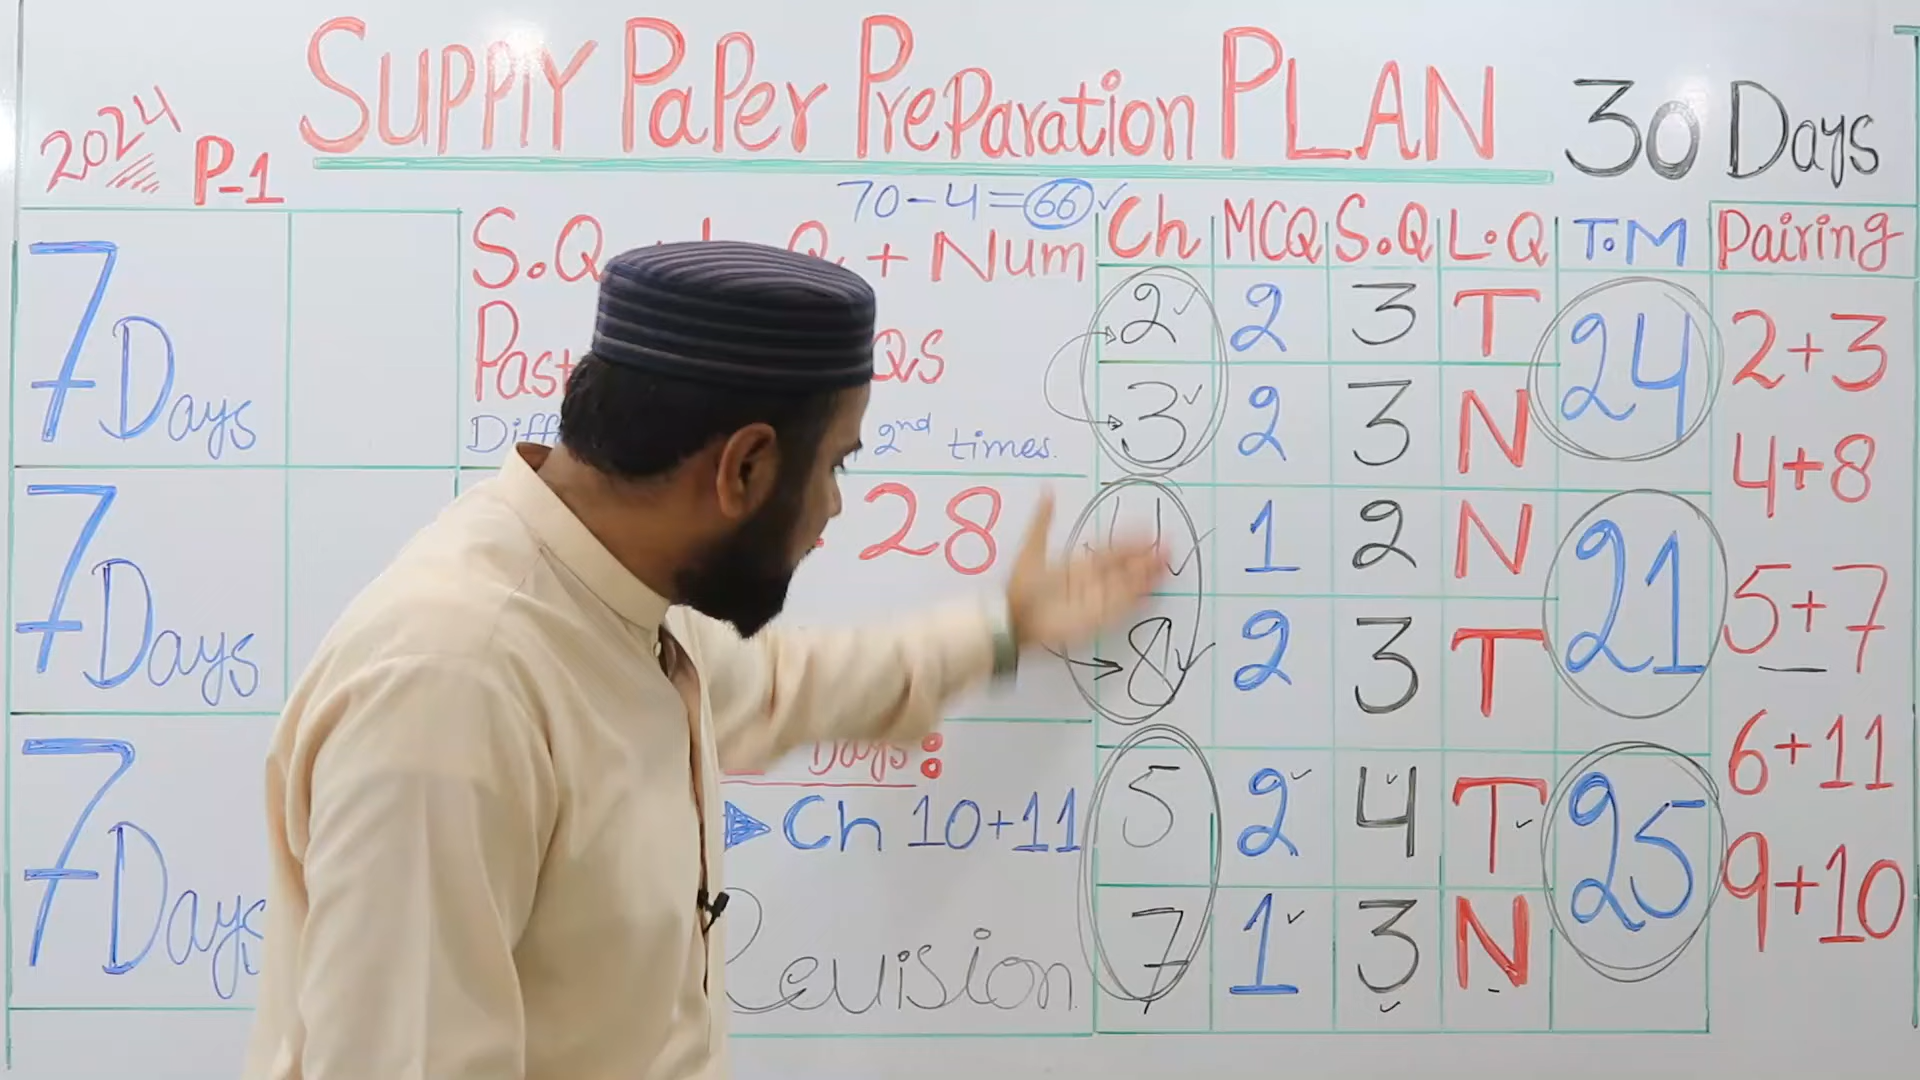 SUPPlY PaPer PreParation PLAN 30 Days
2024 P-1
70-4=66
S.Q + Num
Past QS
2nd times.
7 Days
7 Days
7 Days
28
Days:
Ch 10+11
Revision
Ch MCQ S.Q L.Q T.M Pairing
2 2 3 T 24
3 2 3 N
4 1 2 N 21
8 2 3 T
5 2 4 T 25
7 1 3 N
2+3
4+8
5+7
6+11
9+10